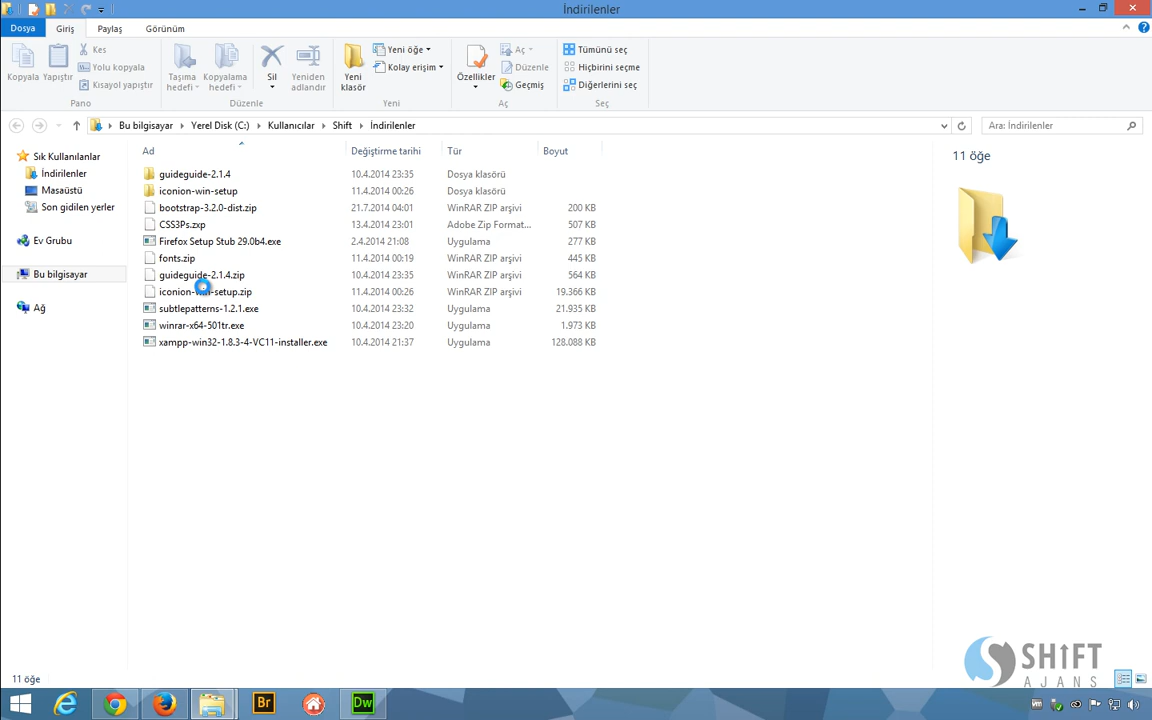 İndirilenler
Dosya Giriş Paylaş Görünüm
Kopyala
Yapıştır
Kes
Yolu kopyala
Kısayol yapıştır
Pano
Taşıma hedefi
Kopyalama hedefi
Sil
Yeniden adlandır
Düzenle
Yeni klasör
Yeni öğe
Kolay erişim
Yeni
Özellikler
Aç
Düzenle
Geçmiş
Aç
Tümünü seç
Hiçbirini seçme
Diğerlerini seç
Seç
Bu bilgisayar Yerel Disk (C:) Kullanıcılar Shift İndirilenler
Ara: İndirilenler
Sık Kullanılanlar
İndirilenler
Masaüstü
Son gidilen yerler
Ev Grubu
Bu bilgisayar
Ağ
Ad Değiştirme tarihi Tür Boyut
guideguide-2.1.4 10.4.2014 23:35 Dosya klasörü
iconion-win-setup 11.4.2014 00:26 Dosya klasörü
bootstrap-3.2.0-dist.zip 21.7.2014 04:01 WinRAR ZIP arşivi 200 KB
CSS3Ps.zxp 13.4.2014 23:01 Adobe Zip Format... 507 KB
Firefox Setup Stub 29.0b4.exe 2.4.2014 21:08 Uygulama 277 KB
fonts.zip 11.4.2014 00:19 WinRAR ZIP arşivi 445 KB
guideguide-2.1.4.zip 10.4.2014 23:35 WinRAR ZIP arşivi 564 KB
iconion-win-setup.zip 11.4.2014 00:26 WinRAR ZIP arşivi 19.366 KB
subtlepatterns-1.2.1.exe 10.4.2014 23:32 Uygulama 21.935 KB
winrar-x64-501tr.exe 10.4.2014 23:20 Uygulama 1.973 KB
xampp-win32-1.8.3-4-VC11-installer.exe 10.4.2014 21:37 Uygulama 128.088 KB
11 öğe
SHIFT
AJANS
11 öğe
Br
Dw